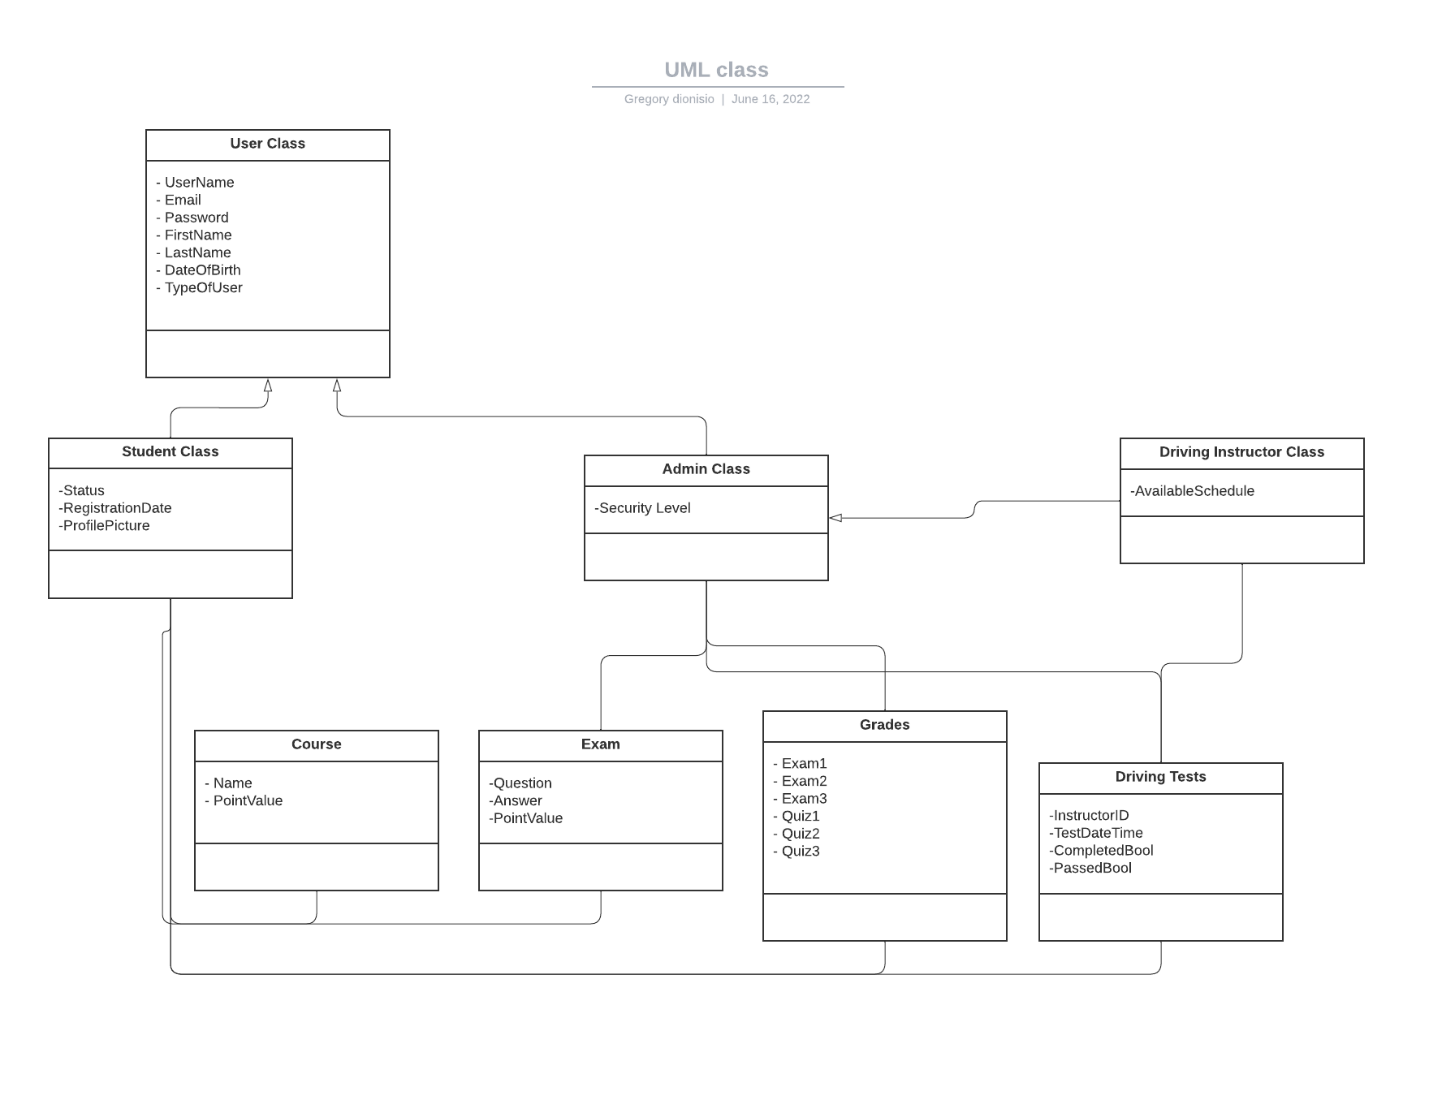 UML class
Gregory dionisio | June 16, 2022
User Class
- UserName
- Email
- Password
- FirstName
- LastName
- DateOfBirth
- TypeOfUser
Student Class
-Status
-RegistrationDate
-ProfilePicture
Admin Class
-Security Level
Driving Instructor Class
-AvailableSchedule
Course
- Name
- PointValue
Exam
-Question
-Answer
-PointValue
Grades
- Exam1
- Exam2
- Exam3
- Quiz1
- Quiz2
- Quiz3
Driving Tests
-InstructorID
-TestDateTime
-CompletedBool
-PassedBool